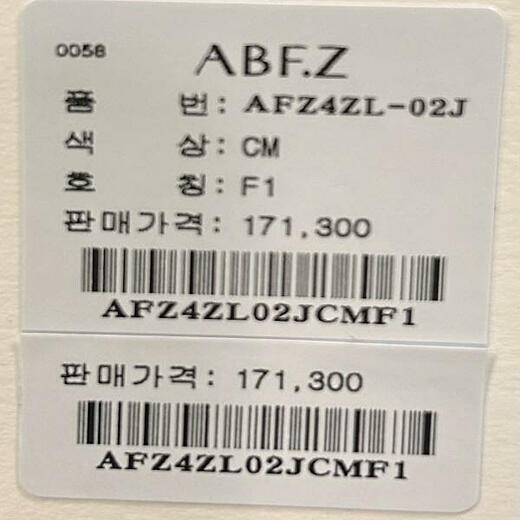 0058
ABF.Z
품 번: AFZ4ZL-02J
색 상: CM
호 칭: F1
판매가격: 171,300
AFZ4ZL02JCMF1
판매가격: 171,300
AFZ4ZL02JCMF1